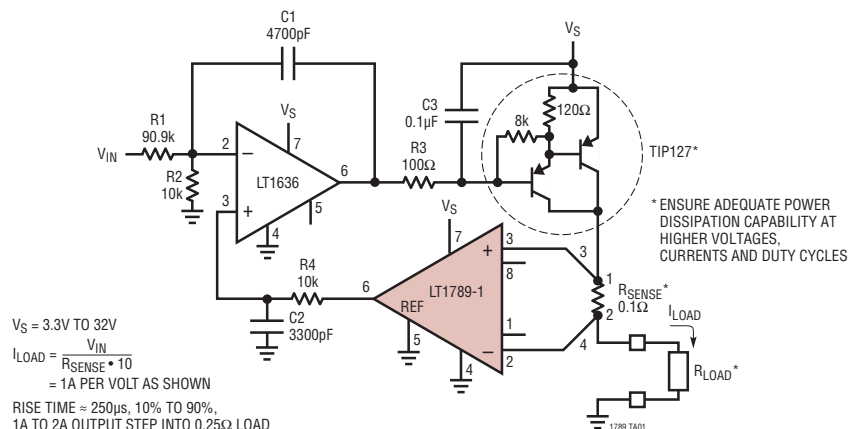 C1
4700pF
VS
R1
90.9k
VS
C3
0.1µF
8k
120Ω
VIN
2
–
7
R3
100Ω
TIP127*
R2
10k
LT1636
6
3
+
5
4
VS
* ENSURE ADEQUATE POWER
DISSIPATION CAPABILITY AT
HIGHER VOLTAGES,
CURRENTS AND DUTY CYCLES
7
+
3
3
1
R4
10k
6
LT1789-1
8
RSENSE*
0.1Ω
REF
1
2
ILOAD
C2
3300pF
5
4
–
2
4
RLOAD*
VS = 3.3V TO 32V
ILOAD = VIN / RSENSE • 10
= 1A PER VOLT AS SHOWN
RISE TIME ≈ 250µs, 10% TO 90%,
1A TO 2A OUTPUT STEP INTO 0.25Ω LOAD
1789 TA01